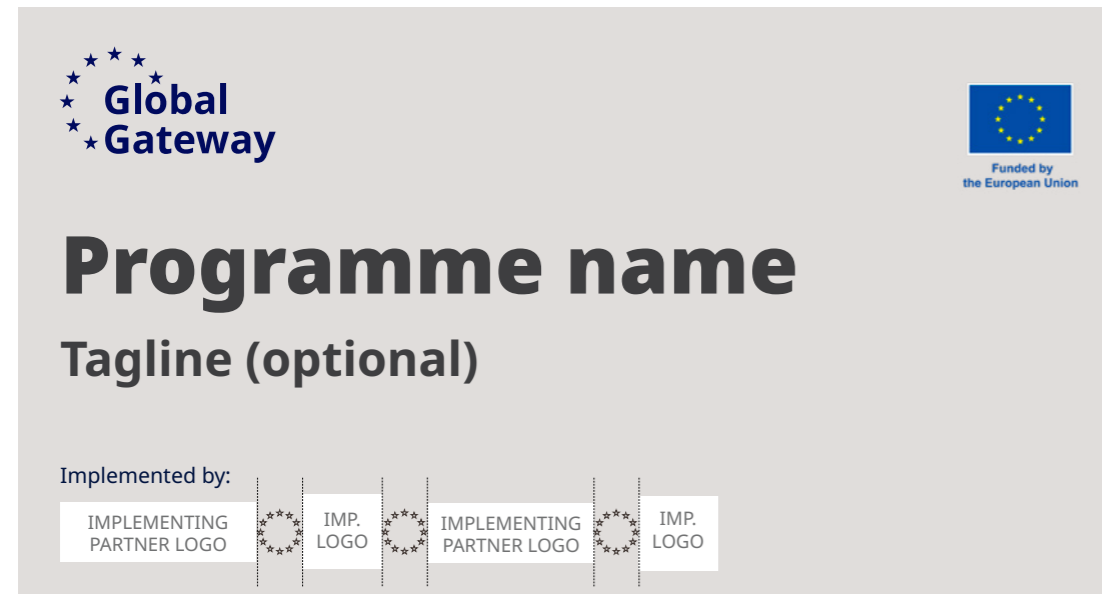 Global
Gateway
Funded by
the European Union
Programme name
Tagline (optional)
Implemented by:
IMPLEMENTING
PARTNER LOGO
IMP.
LOGO
IMPLEMENTING
PARTNER LOGO
IMP.
LOGO